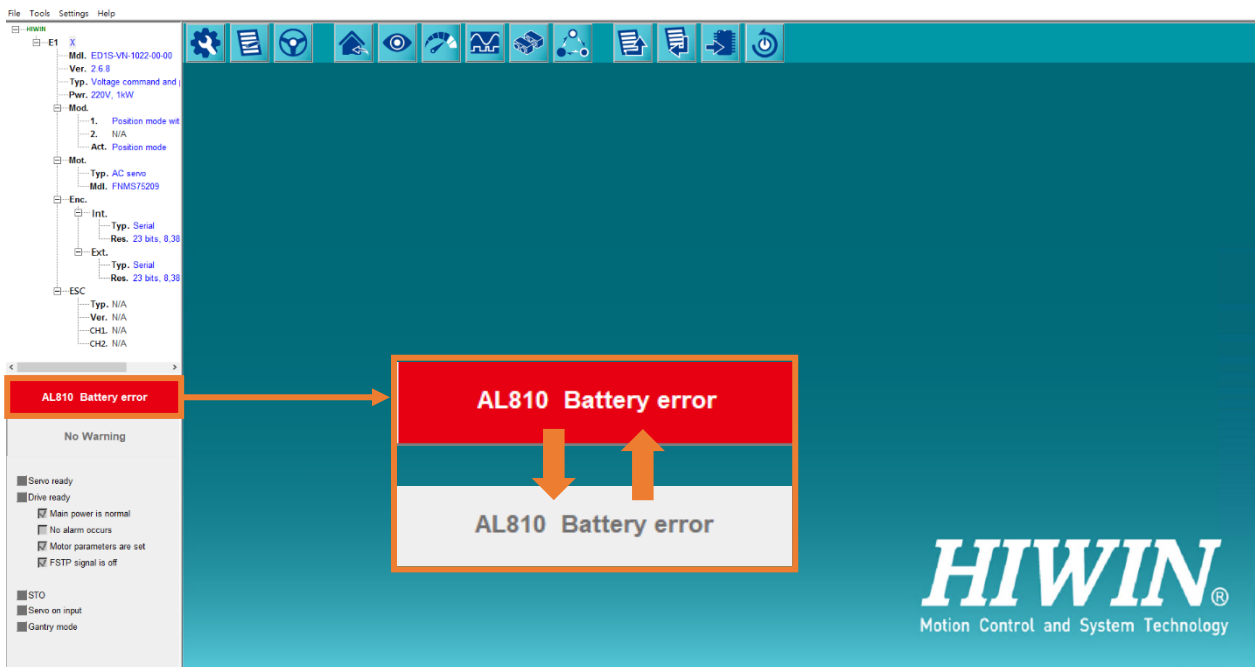 File Tools Settings Help
HIWIN
E1 X
Mdl. ED1S-VN-1022-00-00
Ver. 2.6.8
Typ. Voltage command and p
Pwr. 220V, 1kW
Mod.
1. Position mode wit
2. N/A
Act. Position mode
Mot.
Typ. AC servo
Mdl. FNMS75209
Enc.
Int.
Typ. Serial
Res. 23 bits, 8,38
Ext.
Typ. Serial
Res. 23 bits, 8,38
ESC
Typ. N/A
Ver. N/A
CH1. N/A
CH2. N/A
AL810 Battery error
No Warning
Servo ready
Drive ready
Main power is normal
No alarm occurs
Motor parameters are set
FSTP signal is off
STO
Servo on input
Gantry mode
AL810 Battery error
AL810 Battery error
HIWIN®
Motion Control and System Technology